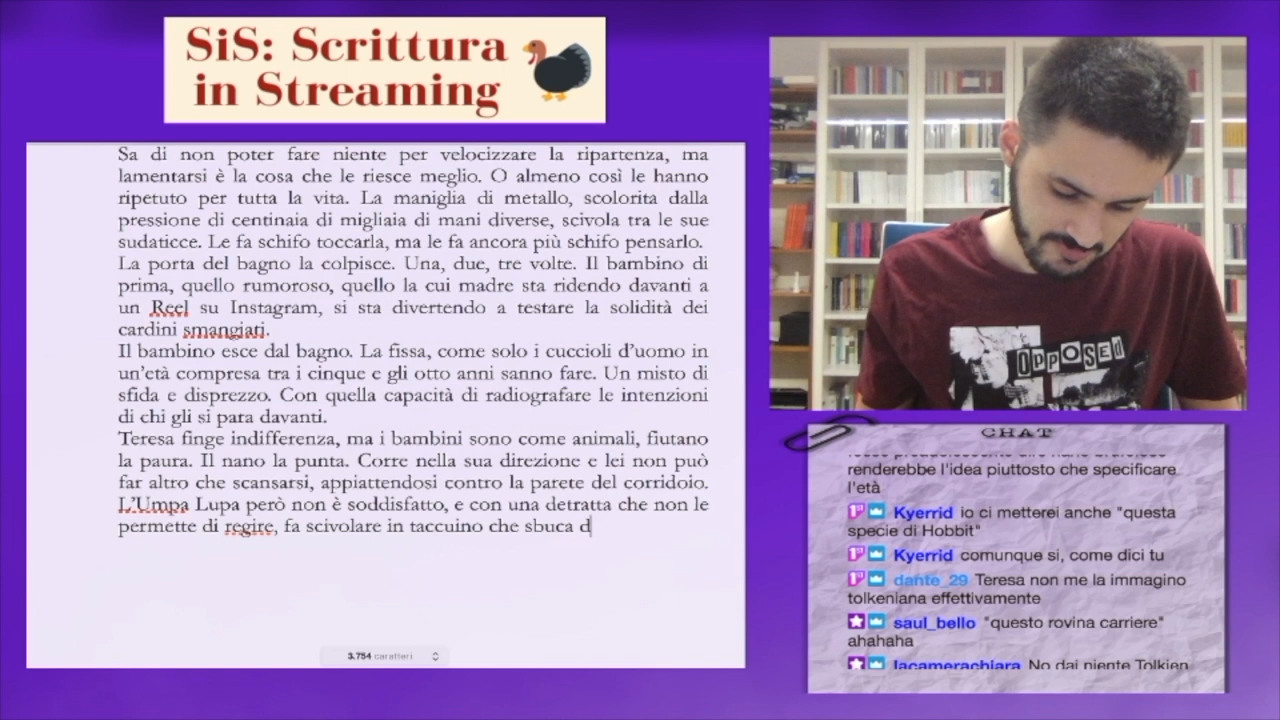 SiS: Scrittura
in Streaming
Sa di non poter fare niente per velocizzare la ripartenza, ma
lamentarsi è la cosa che le riesce meglio. O almeno così le hanno
ripetuto per tutta la vita. La maniglia di metallo, scolorita dalla
pressione di centinaia di migliaia di mani diverse, scivola tra le sue
sudaticce. Le fa schifo toccarla, ma le fa ancora più schifo pensarlo.
La porta del bagno la colpisce. Una, due, tre volte. Il bambino di
prima, quello rumoroso, quello la cui madre sta ridendo davanti a
un Reel su Instagram, si sta divertendo a testare la solidità dei
cardini smangiati.
Il bambino esce dal bagno. La fissa, come solo i cuccioli d’uomo in
un’età compresa tra i cinque e gli otto anni sanno fare. Un misto di
sfida e disprezzo. Con quella capacità di radiografare le intenzioni
di chi gli si para davanti.
Teresa finge indifferenza, ma i bambini sono come animali, fiutano
la paura. Il nano la punta. Corre nella sua direzione e lei non può
far altro che scansarsi, appiattendosi contro la parete del corridoio.
L’Umpa Lupa però non è soddisfatto, e con una detratta che non le
permette di regire, fa scivolare in taccuino che sbuca d
3.754 caratteri
OPPOSED
CHAT
renderebbe l'idea piuttosto che specificare
l'età
Kyerrid io ci metterei anche "questa
specie di Hobbit"
Kyerrid comunque si, come dici tu
dante_29 Teresa non me la immagino
tolkeniana effettivamente
saul_bello "questo rovina carriere"
ahahaha
lacamerachiara No dai niente Tolkien